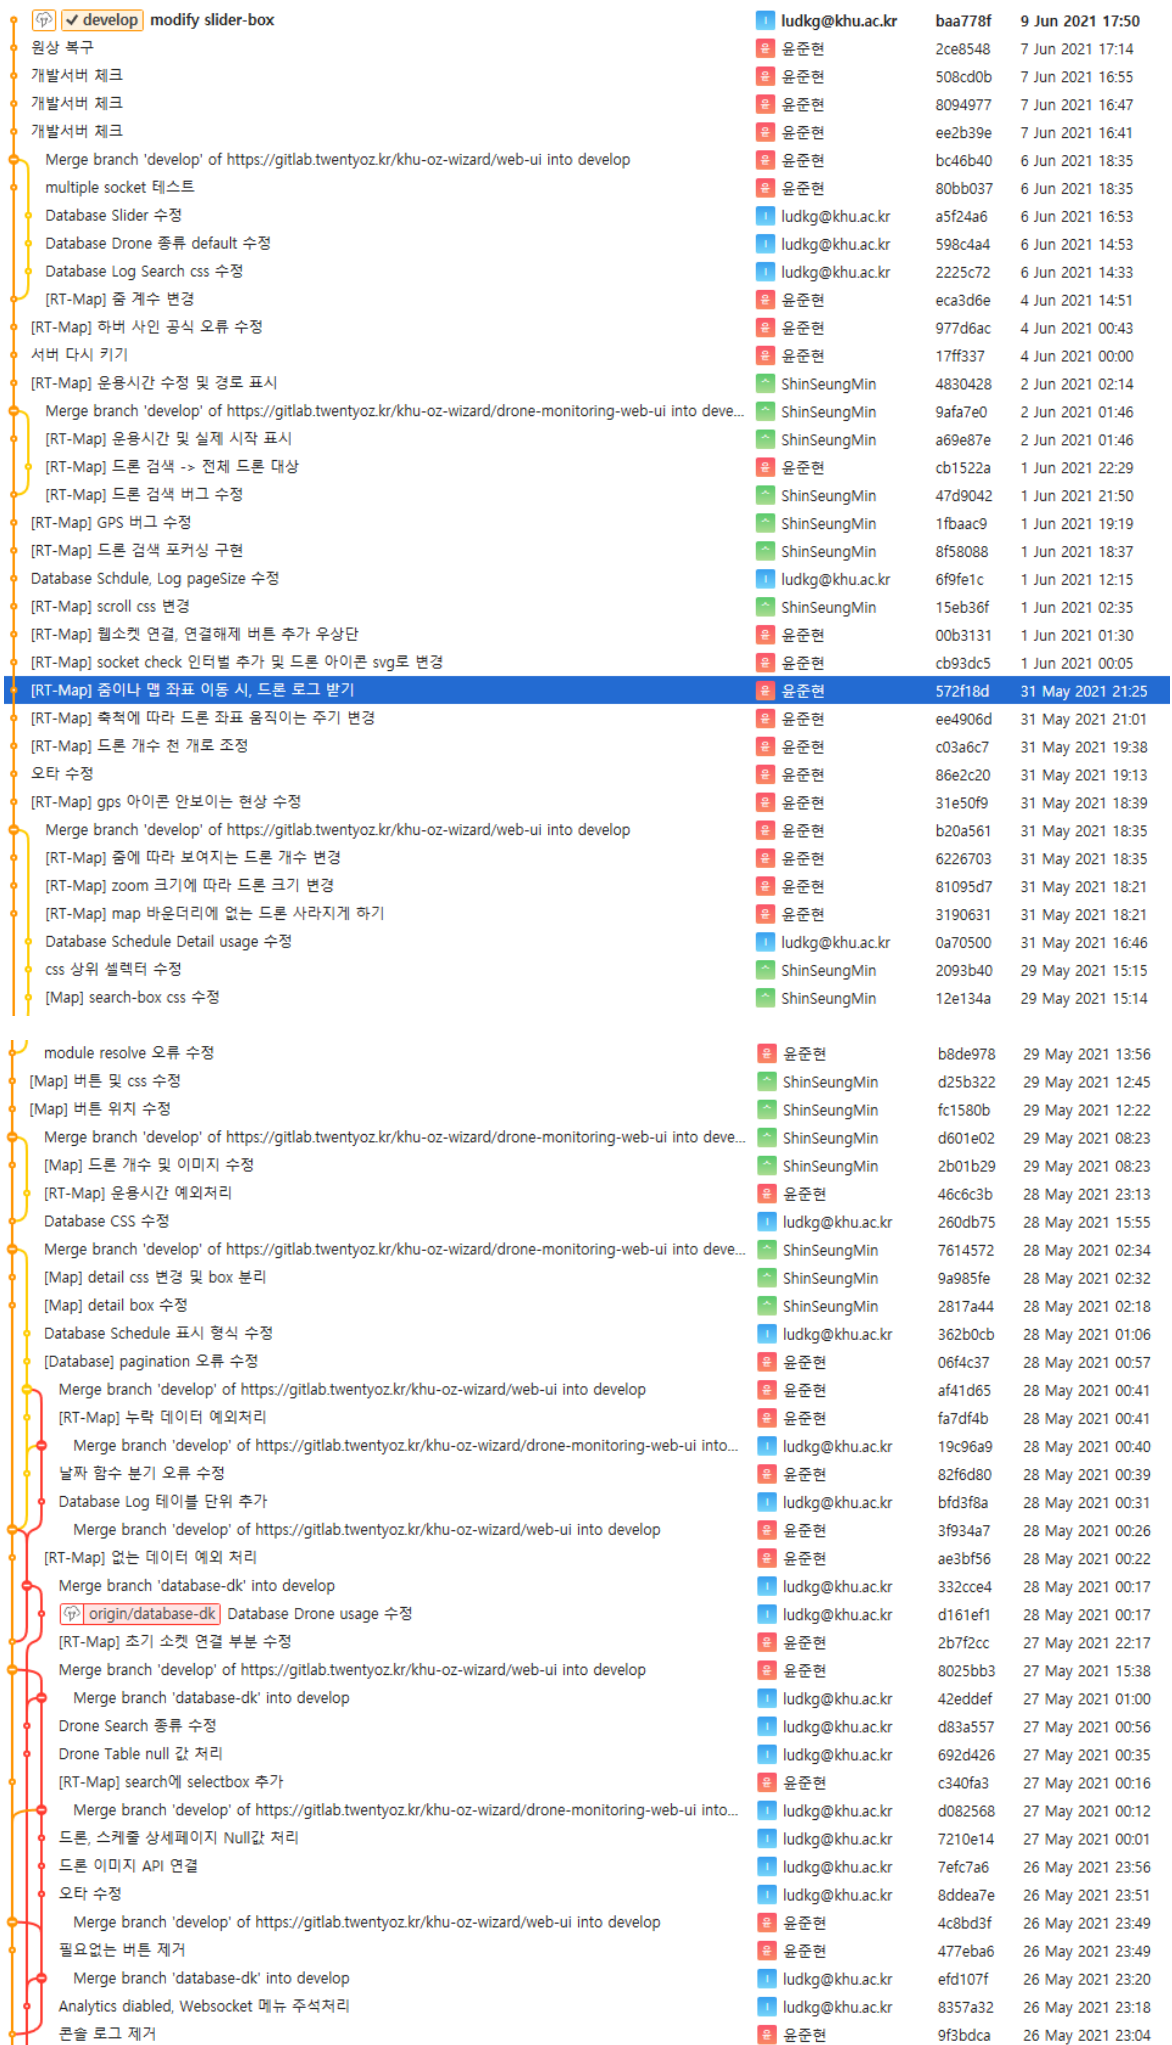 develop modify slider-box ludkg@khu.ac.kr baa778f 9 Jun 2021 17:50
원상 복구 윤 윤준현 2ce8548 7 Jun 2021 17:14
개발서버 체크 윤 윤준현 508cd0b 7 Jun 2021 16:55
개발서버 체크 윤 윤준현 8094977 7 Jun 2021 16:47
개발서버 체크 윤 윤준현 ee2b39e 7 Jun 2021 16:41
Merge branch 'develop' of https://gitlab.twentyoz.kr/khu-oz-wizard/web-ui into develop 윤 윤준현 bc46b40 6 Jun 2021 18:35
multiple socket 테스트 윤 윤준현 80bb037 6 Jun 2021 18:35
Database Slider 수정 ludkg@khu.ac.kr a5f24a6 6 Jun 2021 16:53
Database Drone 종류 default 수정 ludkg@khu.ac.kr 598c4a4 6 Jun 2021 14:53
Database Log Search css 수정 ludkg@khu.ac.kr 2225c72 6 Jun 2021 14:33
[RT-Map] 줌 계수 변경 윤 윤준현 eca3d6e 4 Jun 2021 14:51
[RT-Map] 하버 사인 공식 오류 수정 윤 윤준현 977d6ac 4 Jun 2021 00:43
서버 다시 키기 윤 윤준현 17ff337 4 Jun 2021 00:00
[RT-Map] 운용시간 수정 및 경로 표시 ShinSeungMin 4830428 2 Jun 2021 02:14
Merge branch 'develop' of https://gitlab.twentyoz.kr/khu-oz-wizard/drone-monitoring-web-ui into deve... ShinSeungMin 9afa7e0 2 Jun 2021 01:46
[RT-Map] 운용시간 및 실제 시작 표시 ShinSeungMin a69e87e 2 Jun 2021 01:46
[RT-Map] 드론 검색 -> 전체 드론 대상 윤 윤준현 cb1522a 1 Jun 2021 22:29
[RT-Map] 드론 검색 버그 수정 ShinSeungMin 47d9042 1 Jun 2021 21:50
[RT-Map] GPS 버그 수정 ShinSeungMin 1fbaac9 1 Jun 2021 19:19
[RT-Map] 드론 검색 포커싱 구현 ShinSeungMin 8f58088 1 Jun 2021 18:37
Database Schdule, Log pageSize 수정 ludkg@khu.ac.kr 6f9fe1c 1 Jun 2021 12:15
[RT-Map] scroll css 변경 ShinSeungMin 15eb36f 1 Jun 2021 02:35
[RT-Map] 웹소켓 연결, 연결해제 버튼 추가 우상단 윤 윤준현 00b3131 1 Jun 2021 01:30
[RT-Map] socket check 인터벌 추가 및 드론 아이콘 svg로 변경 윤 윤준현 cb93dc5 1 Jun 2021 00:05
[RT-Map] 줌이나 맵 좌표 이동 시, 드론 로그 받기 윤 윤준현 572f18d 31 May 2021 21:25
[RT-Map] 축척에 따라 드론 좌표 움직이는 주기 변경 윤 윤준현 ee4906d 31 May 2021 21:01
[RT-Map] 드론 개수 천 개로 조정 윤 윤준현 c03a6c7 31 May 2021 19:38
오타 수정 윤 윤준현 86e2c20 31 May 2021 19:13
[RT-Map] gps 아이콘 안보이는 현상 수정 윤 윤준현 31e50f9 31 May 2021 18:39
Merge branch 'develop' of https://gitlab.twentyoz.kr/khu-oz-wizard/web-ui into develop 윤 윤준현 b20a561 31 May 2021 18:35
[RT-Map] 줌에 따라 보여지는 드론 개수 변경 윤 윤준현 6226703 31 May 2021 18:35
[RT-Map] zoom 크기에 따라 드론 크기 변경 윤 윤준현 81095d7 31 May 2021 18:21
[RT-Map] map 바운더리에 없는 드론 사라지게 하기 윤 윤준현 3190631 31 May 2021 18:21
Database Schedule Detail usage 수정 ludkg@khu.ac.kr 0a70500 31 May 2021 16:46
css 상위 셀렉터 수정 ShinSeungMin 2093b40 29 May 2021 15:15
[Map] search-box css 수정 ShinSeungMin 12e134a 29 May 2021 15:14
module resolve 오류 수정 윤 윤준현 b8de978 29 May 2021 13:56
[Map] 버튼 및 css 수정 ShinSeungMin d25b322 29 May 2021 12:45
[Map] 버튼 위치 수정 ShinSeungMin fc1580b 29 May 2021 12:22
Merge branch 'develop' of https://gitlab.twentyoz.kr/khu-oz-wizard/drone-monitoring-web-ui into deve... ShinSeungMin d601e02 29 May 2021 08:23
[Map] 드론 개수 및 이미지 수정 ShinSeungMin 2b01b29 29 May 2021 08:23
[RT-Map] 운용시간 예외처리 윤 윤준현 46c6c3b 28 May 2021 23:13
Database CSS 수정 ludkg@khu.ac.kr 260db75 28 May 2021 15:55
Merge branch 'develop' of https://gitlab.twentyoz.kr/khu-oz-wizard/drone-monitoring-web-ui into deve... ShinSeungMin 7614572 28 May 2021 02:34
[Map] detail css 변경 및 box 분리 ShinSeungMin 9a985fe 28 May 2021 02:32
[Map] detail box 수정 ShinSeungMin 2817a44 28 May 2021 02:18
Database Schedule 표시 형식 수정 ludkg@khu.ac.kr 362b0cb 28 May 2021 01:06
[Database] pagination 오류 수정 윤 윤준현 06f4c37 28 May 2021 00:57
Merge branch 'develop' of https://gitlab.twentyoz.kr/khu-oz-wizard/web-ui into develop 윤 윤준현 af41d65 28 May 2021 00:41
[RT-Map] 누락 데이터 예외처리 윤 윤준현 fa7df4b 28 May 2021 00:41
Merge branch 'develop' of https://gitlab.twentyoz.kr/khu-oz-wizard/drone-monitoring-web-ui into... ludkg@khu.ac.kr 19c96a9 28 May 2021 00:40
날짜 함수 분기 오류 수정 윤 윤준현 82f6d80 28 May 2021 00:39
Database Log 테이블 단위 추가 ludkg@khu.ac.kr bfd3f8a 28 May 2021 00:31
Merge branch 'develop' of https://gitlab.twentyoz.kr/khu-oz-wizard/web-ui into develop 윤 윤준현 3f934a7 28 May 2021 00:26
[RT-Map] 없는 데이터 예외 처리 윤 윤준현 ae3bf56 28 May 2021 00:22
Merge branch 'database-dk' into develop ludkg@khu.ac.kr 332cce4 28 May 2021 00:17
origin/database-dk Database Drone usage 수정 ludkg@khu.ac.kr d161ef1 28 May 2021 00:17
[RT-Map] 초기 소켓 연결 부분 수정 윤 윤준현 2b7f2cc 27 May 2021 22:17
Merge branch 'develop' of https://gitlab.twentyoz.kr/khu-oz-wizard/web-ui into develop 윤 윤준현 8025bb3 27 May 2021 15:38
Merge branch 'database-dk' into develop ludkg@khu.ac.kr 42eddef 27 May 2021 01:00
Drone Search 종류 수정 ludkg@khu.ac.kr d83a557 27 May 2021 00:56
Drone Table null 값 처리 ludkg@khu.ac.kr 692d426 27 May 2021 00:35
[RT-Map] search에 selectbox 추가 윤 윤준현 c340fa3 27 May 2021 00:16
Merge branch 'develop' of https://gitlab.twentyoz.kr/khu-oz-wizard/drone-monitoring-web-ui into... ludkg@khu.ac.kr d082568 27 May 2021 00:12
드론, 스케줄 상세페이지 Null값 처리 ludkg@khu.ac.kr 7210e14 27 May 2021 00:01
드론 이미지 API 연결 ludkg@khu.ac.kr 7efc7a6 26 May 2021 23:56
오타 수정 ludkg@khu.ac.kr 8ddea7e 26 May 2021 23:51
Merge branch 'develop' of https://gitlab.twentyoz.kr/khu-oz-wizard/web-ui into develop 윤 윤준현 4c8bd3f 26 May 2021 23:49
필요없는 버튼 제거 윤 윤준현 477eba6 26 May 2021 23:49
Merge branch 'database-dk' into develop ludkg@khu.ac.kr efd107f 26 May 2021 23:20
Analytics diabled, Websocket 메뉴 주석처리 ludkg@khu.ac.kr 8357a32 26 May 2021 23:18
콘솔 로그 제거 윤 윤준현 9f3bdca 26 May 2021 23:04